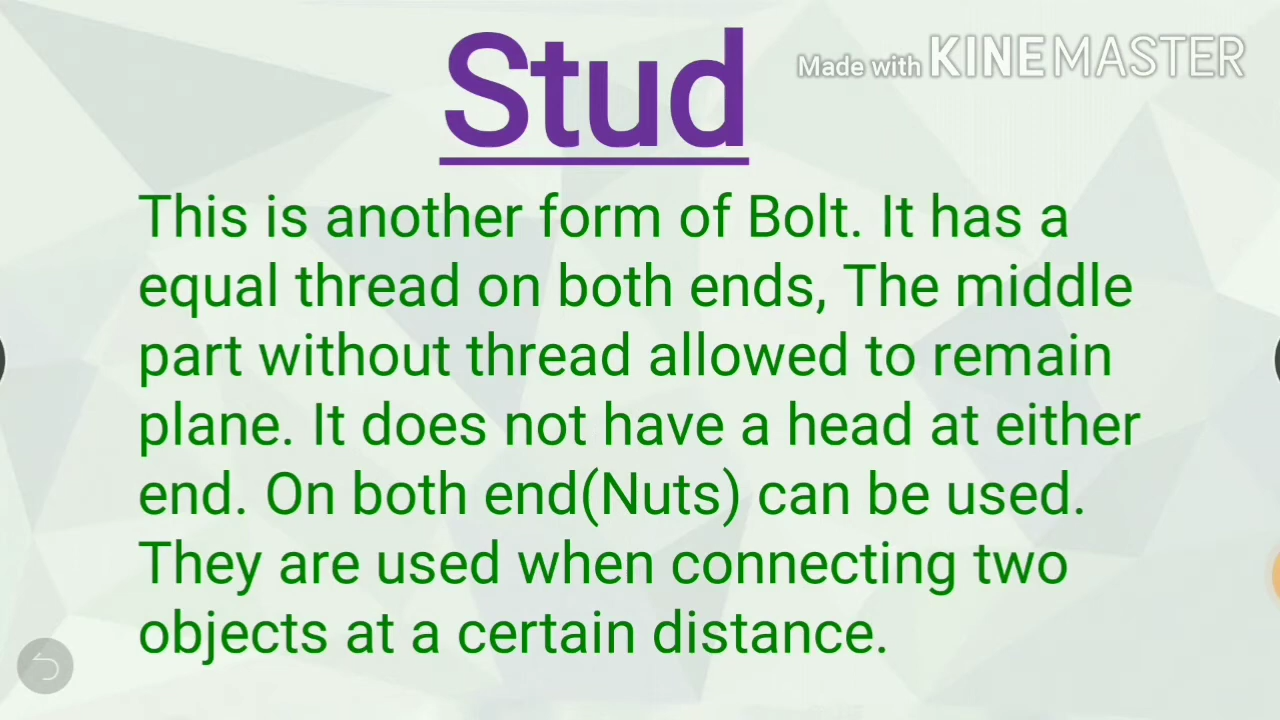 Stud
Made with KINEMASTER
This is another form of Bolt. It has a
equal thread on both ends, The middle
part without thread allowed to remain
plane. It does not have a head at either
end. On both end(Nuts) can be used.
They are used when connecting two
objects at a certain distance.